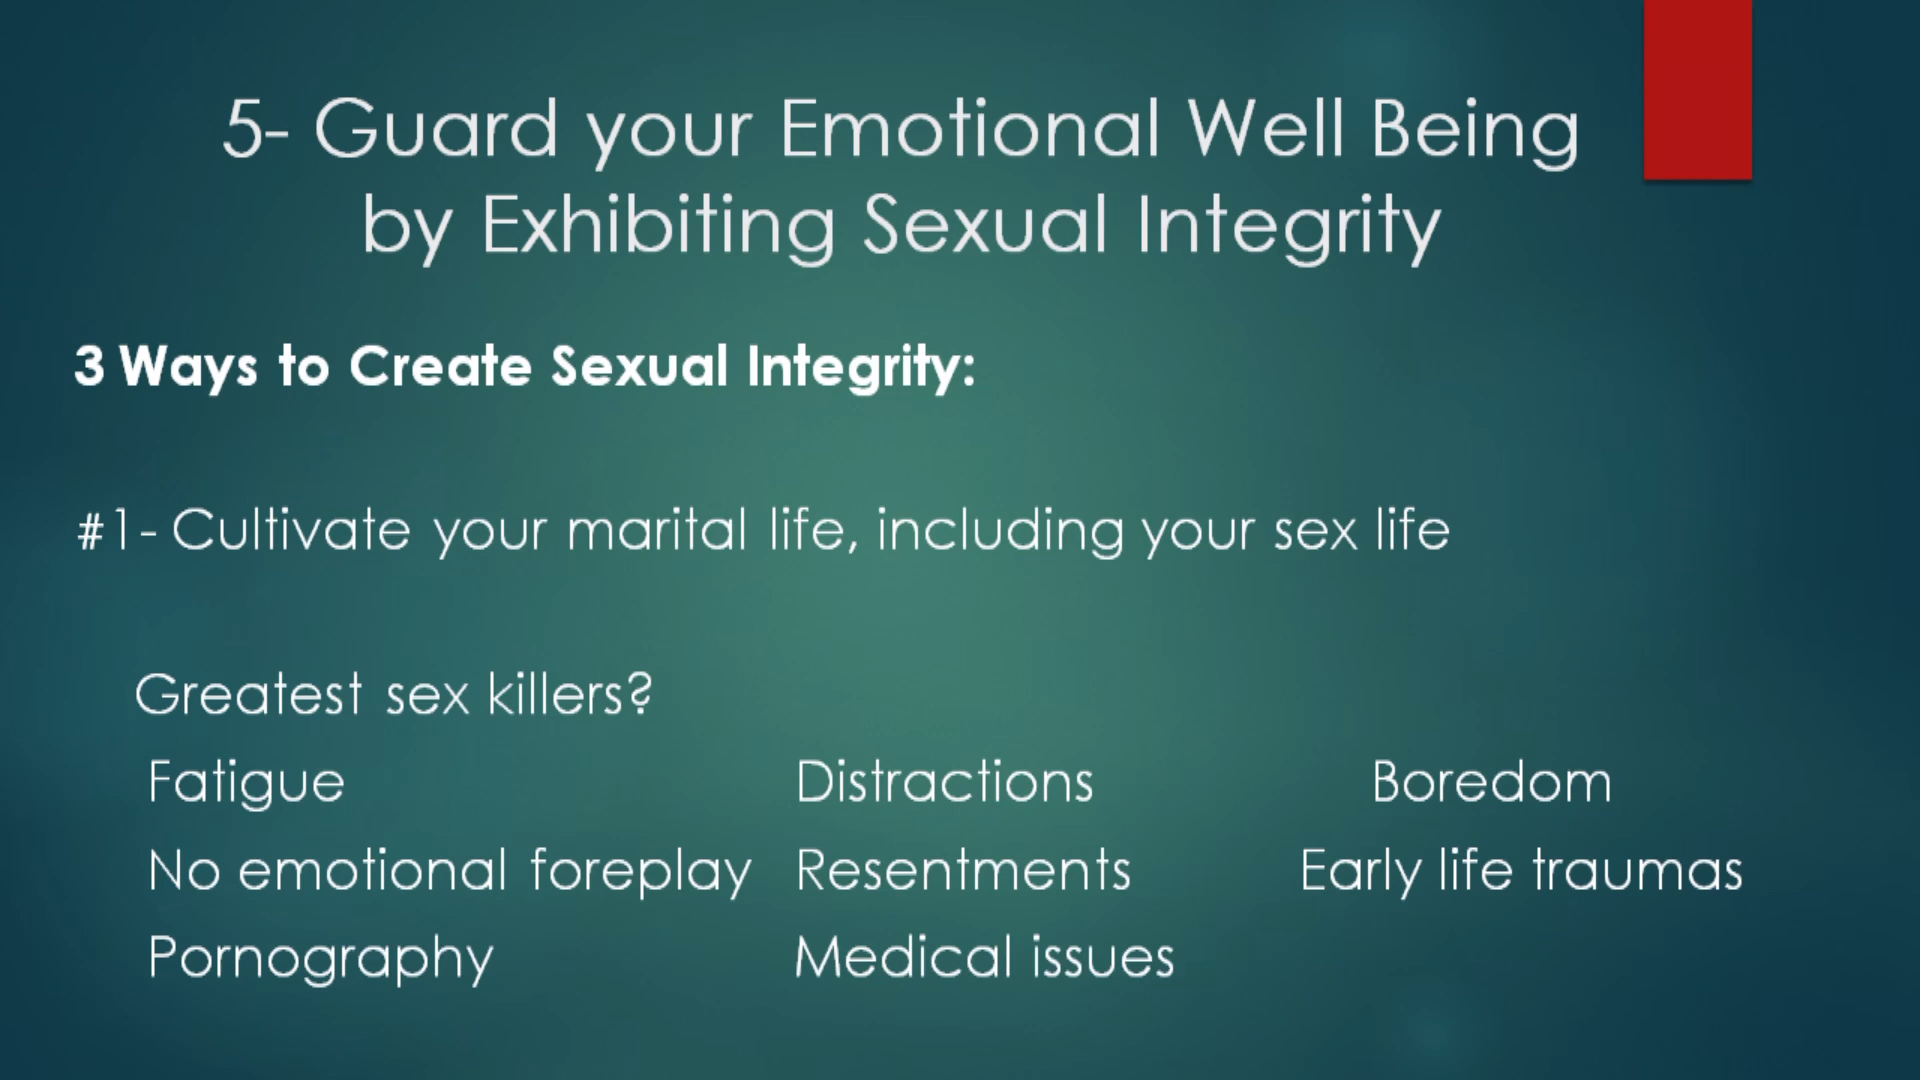 5- Guard your Emotional Well Being
by Exhibiting Sexual Integrity
3 Ways to Create Sexual Integrity:
#1- Cultivate your marital life, including your sex life
Greatest sex killers?
Fatigue Distractions Boredom
No emotional foreplay Resentments Early life traumas
Pornography Medical issues